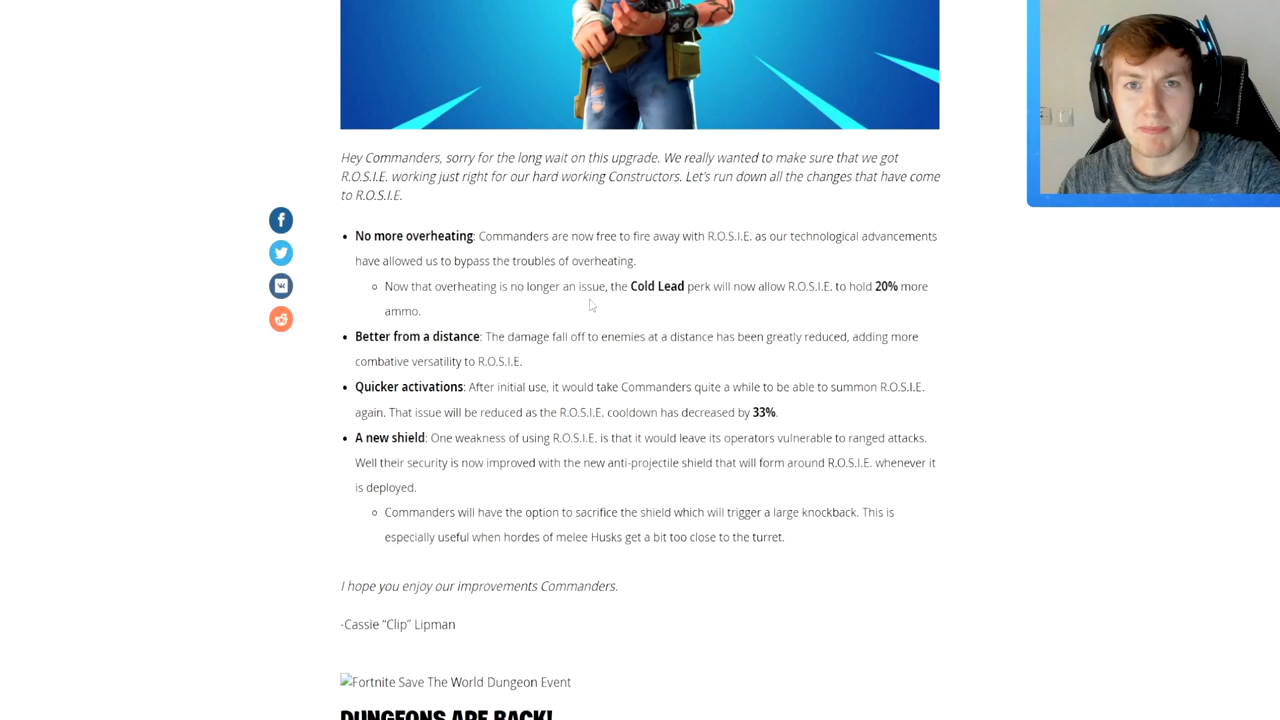 Hey Commanders, sorry for the long wait on this upgrade. We really wanted to make sure that we got
R.O.S.I.E. working just right for our hard working Constructors. Let's run down all the changes that have come
to R.O.S.I.E.
No more overheating: Commanders are now free to fire away with R.O.S.I.E. as our technological advancements
have allowed us to bypass the troubles of overheating.
Now that overheating is no longer an issue, the Cold Lead perk will now allow R.O.S.I.E. to hold 20% more
ammo.
Better from a distance: The damage fall off to enemies at a distance has been greatly reduced, adding more
combative versatility to R.O.S.I.E.
Quicker activations: After initial use, it would take Commanders quite a while to be able to summon R.O.S.I.E.
again. That issue will be reduced as the R.O.S.I.E. cooldown has decreased by 33%.
A new shield: One weakness of using R.O.S.I.E. is that it would leave its operators vulnerable to ranged attacks.
Well their security is now improved with the new anti-projectile shield that will form around R.O.S.I.E. whenever it
is deployed.
Commanders will have the option to sacrifice the shield which will trigger a large knockback. This is
especially useful when hordes of melee Husks get a bit too close to the turret.
I hope you enjoy our improvements Commanders.
-Cassie “Clip” Lipman
Fortnite Save The World Dungeon Event
DUNGEONS ARE BACK!